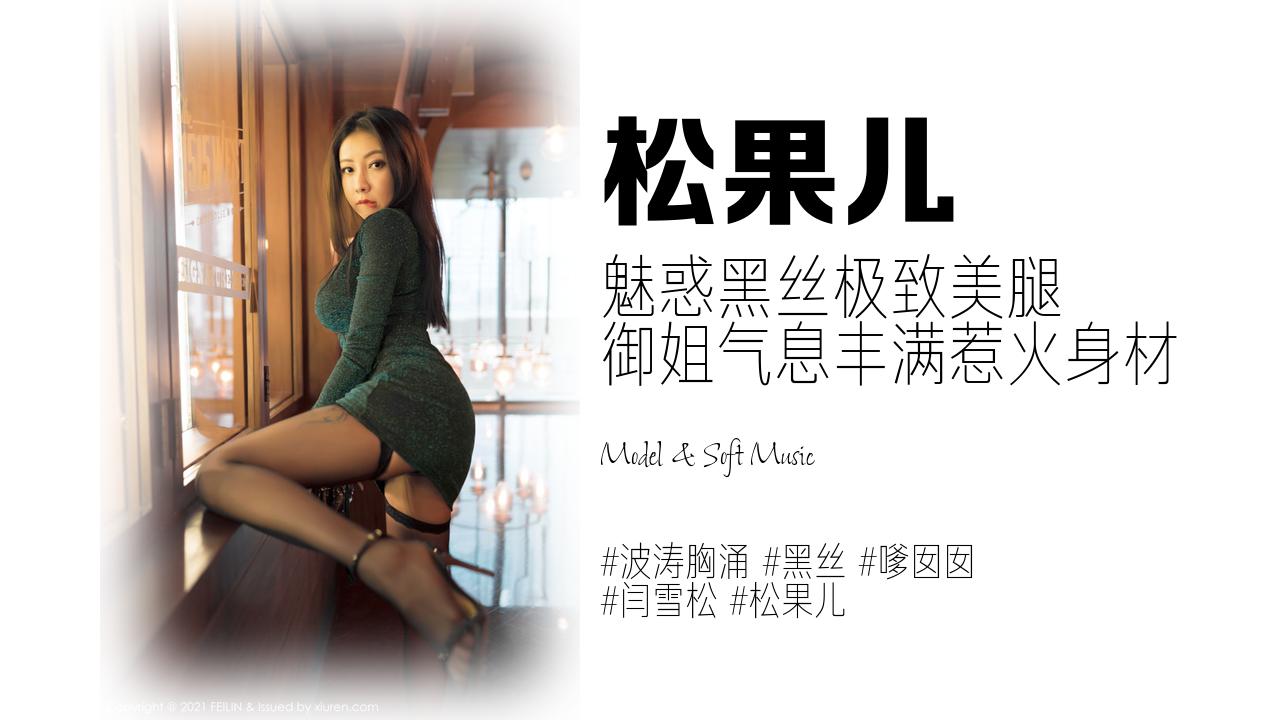 松果儿
魅惑黑丝极致美腿
御姐气息丰满惹火身材
Model & Soft Music
#波涛胸涌 #黑丝 #嗲囡囡
#闫雪松 #松果儿
Copyright © 2021 FEILIN & Issued by xiuren.com